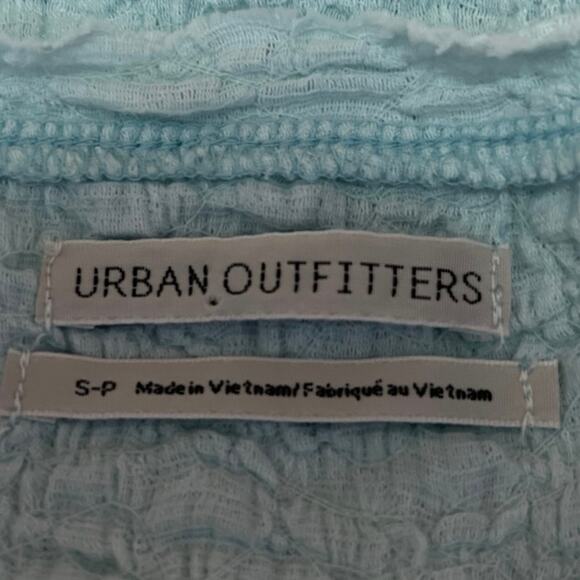 URBAN OUTFITTERS
S-P Made in Vietnam/Fabriqué au Vietnam